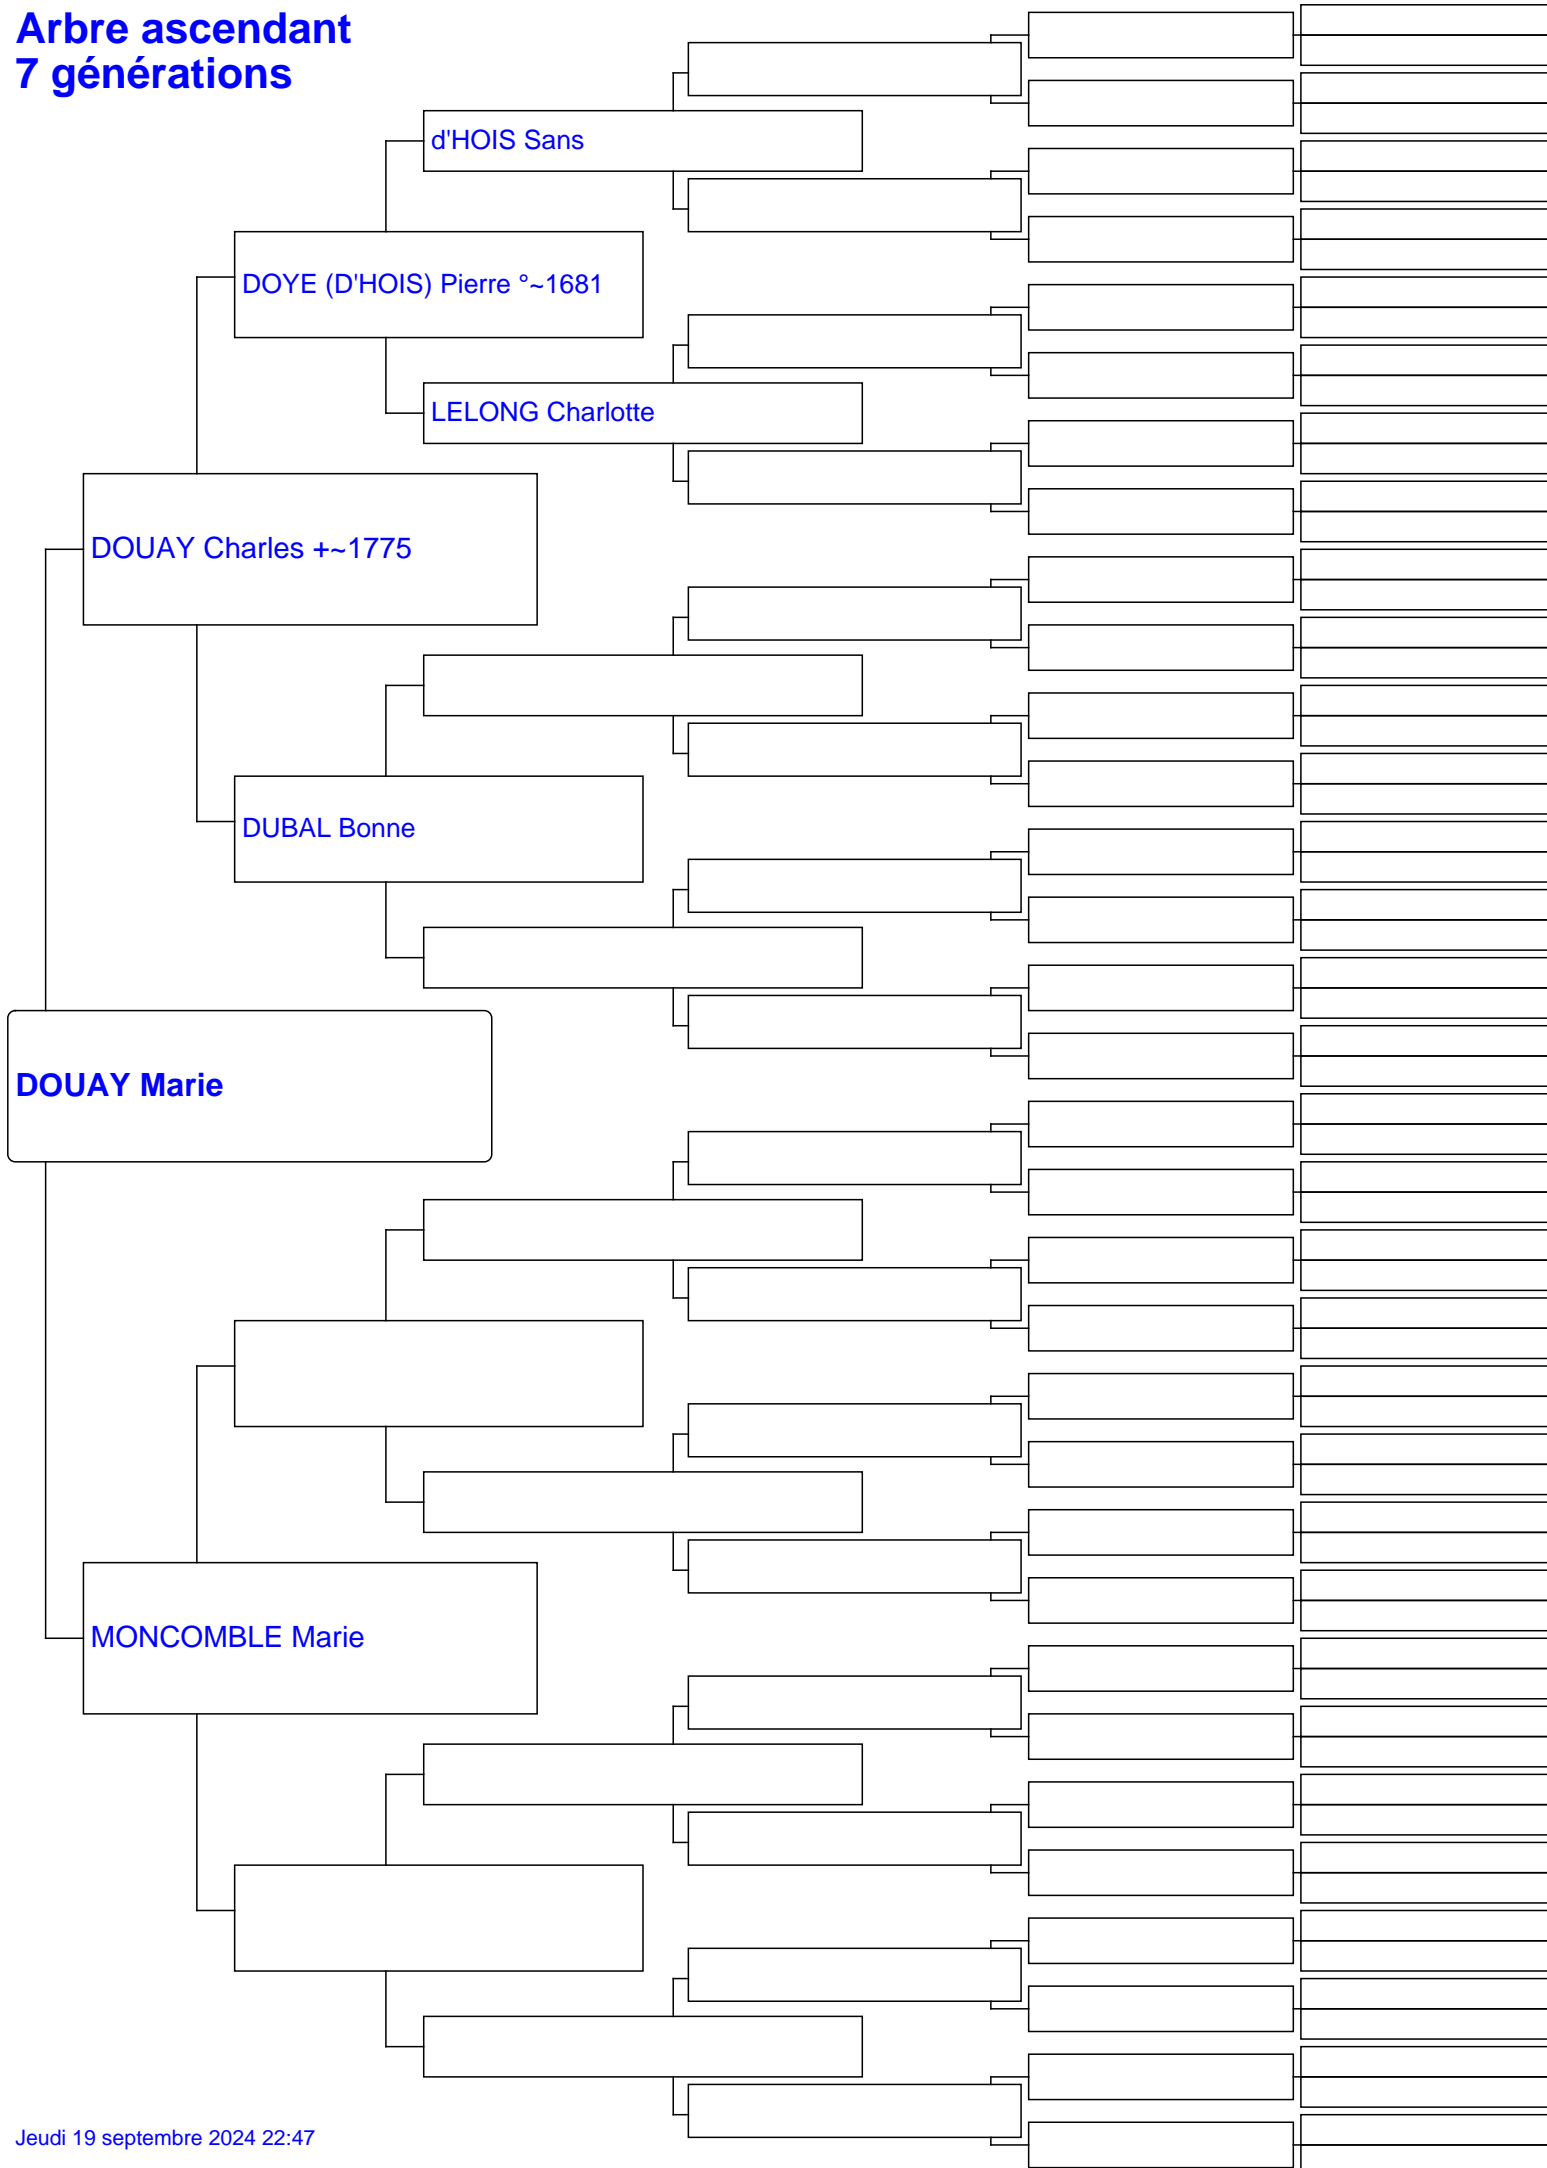 Arbre ascendant
7 générations
d'HOIS Sans
DOYE (D'HOIS) Pierre °~1681
LELONG Charlotte
DOUAY Charles +~1775
DUBAL Bonne
DOUAY Marie
MONCOMBLE Marie
Jeudi 19 septembre 2024 22:47